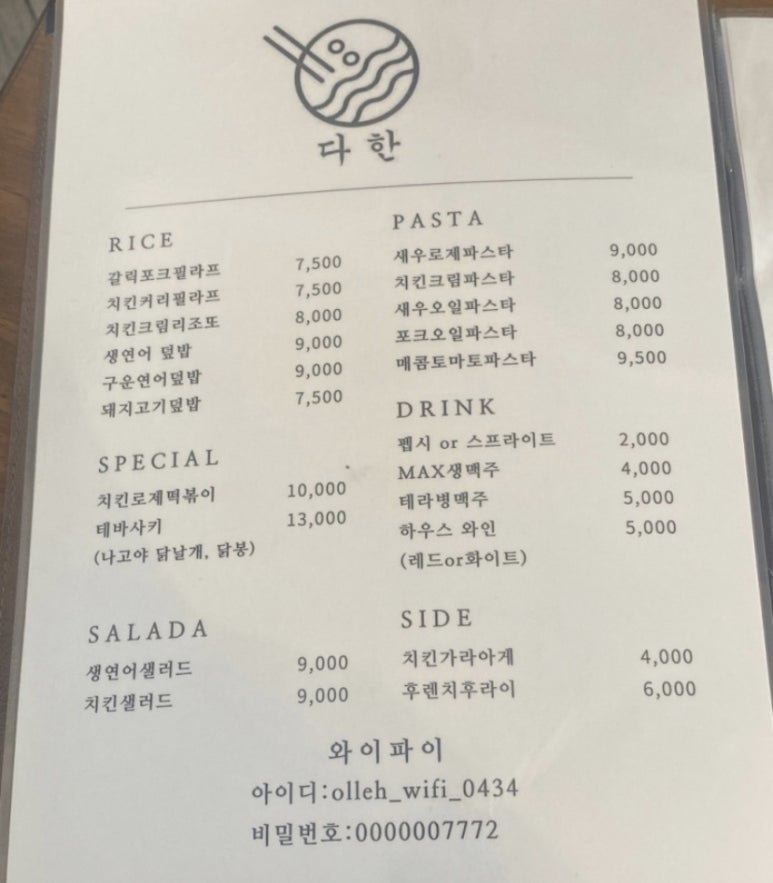 다한
RICE
갈릭포크필라프 7,500
치킨커리필라프 7,500
치킨크림리조또 8,000
생연어 덮밥 9,000
구운연어덮밥 9,000
돼지고기덮밥 7,500
SPECIAL
치킨로제떡볶이 10,000
테바사키 13,000
(나고야 닭날개, 닭봉)
SALADA
생연어샐러드 9,000
치킨샐러드 9,000
PASTA
새우로제파스타 9,000
치킨크림파스타 8,000
새우오일파스타 8,000
포크오일파스타 8,000
매콤토마토파스타 9,500
DRINK
펩시 or 스프라이트 2,000
MAX생맥주 4,000
테라병맥주 5,000
하우스 와인 5,000
(레드or화이트)
SIDE
치킨가라아게 4,000
후렌치후라이 6,000
와이파이
아이디:olleh_wifi_0434
비밀번호:0000007772